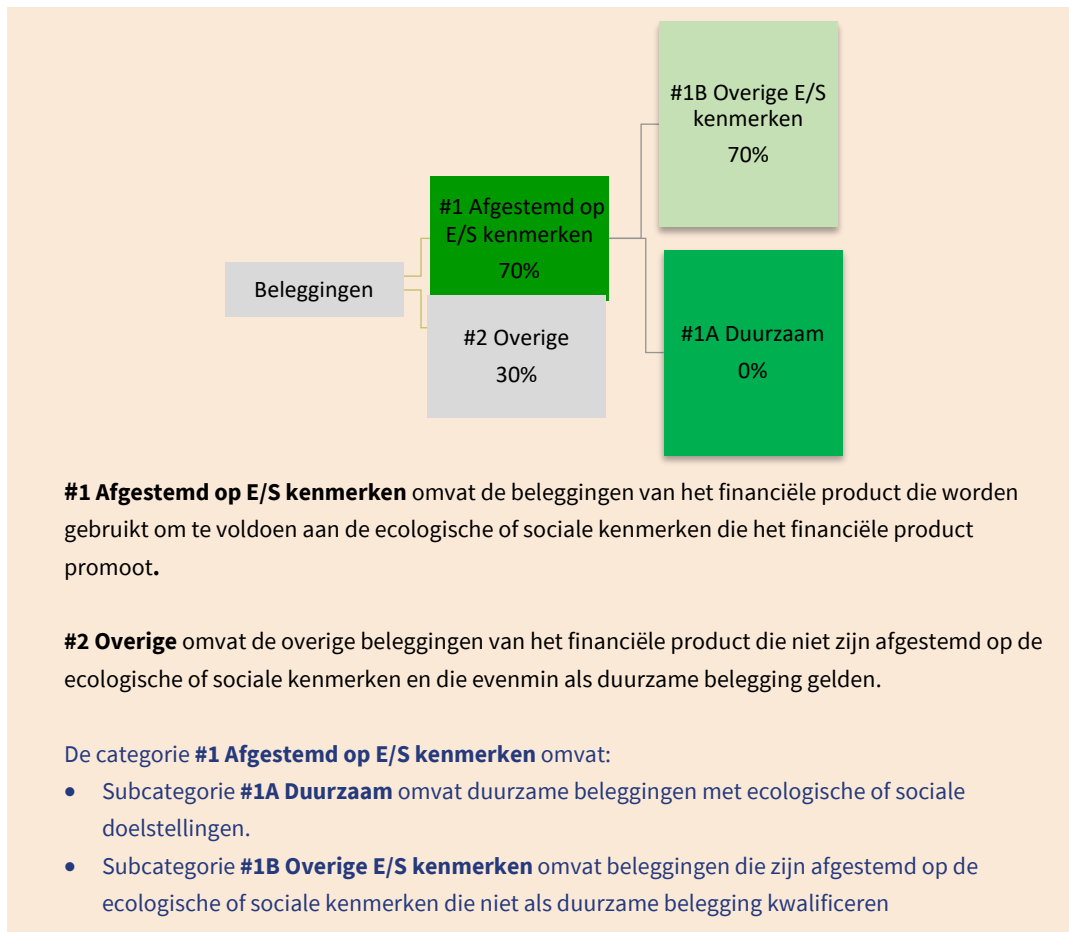 #1B Overige E/S
kenmerken
70%
#1 Afgestemd op
E/S kenmerken
70%
Beleggingen
#2 Overige
30%
#1A Duurzaam
0%
#1 Afgestemd op E/S kenmerken omvat de beleggingen van het financiële product die worden
gebruikt om te voldoen aan de ecologische of sociale kenmerken die het financiële product
promoot.
#2 Overige omvat de overige beleggingen van het financiële product die niet zijn afgestemd op de
ecologische of sociale kenmerken en die evenmin als duurzame belegging gelden.
De categorie #1 Afgestemd op E/S kenmerken omvat:
• Subcategorie #1A Duurzaam omvat duurzame beleggingen met ecologische of sociale
doelstellingen.
• Subcategorie #1B Overige E/S kenmerken omvat beleggingen die zijn afgestemd op de
ecologische of sociale kenmerken die niet als duurzame belegging kwalificeren